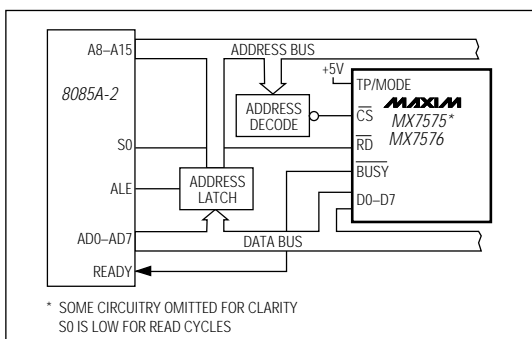 A8–A15
ADDRESS BUS
+5V
TP/MODE
8085A-2
ADDRESS
DECODE
MAXIM
MX7575*
MX7576
CS
S0
RD
ADDRESS
LATCH
BUSY
ALE
D0–D7
AD0–AD7
DATA BUS
READY
* SOME CIRCUITRY OMITTED FOR CLARITY
S0 IS LOW FOR READ CYCLES